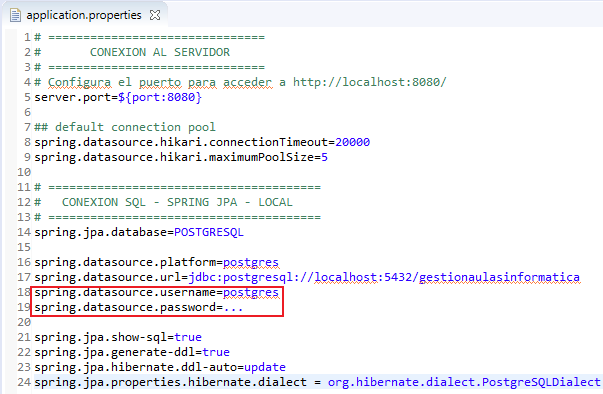 application.properties
1 # ===============================
2 #       CONEXION AL SERVIDOR
3 # ===============================
4 # Configura el puerto para acceder a http://localhost:8080/
5 server.port=${port:8080}
6
7 ## default connection pool
8 spring.datasource.hikari.connectionTimeout=20000
9 spring.datasource.hikari.maximumPoolSize=5
10
11 # =======================================
12 #   CONEXION SQL - SPRING JPA - LOCAL
13 # =======================================
14 spring.jpa.database=POSTGRESQL
15
16 spring.datasource.platform=postgres
17 spring.datasource.url=jdbc:postgresql://localhost:5432/gestionaulasinformatica
18 spring.datasource.username=postgres
19 spring.datasource.password=...
20
21 spring.jpa.show-sql=true
22 spring.jpa.generate-ddl=true
23 spring.jpa.hibernate.ddl-auto=update
24 spring.jpa.properties.hibernate.dialect = org.hibernate.dialect.PostgreSQLDialect